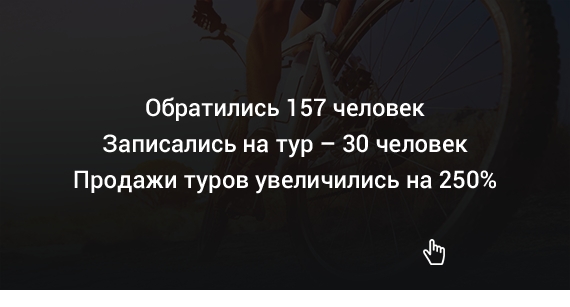 Обратились 157 человек
Записались на тур – 30 человек
Продажи туров увеличились на 250%